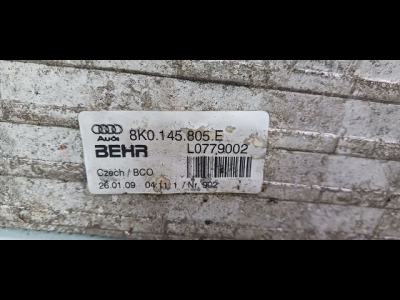 Audi 8K0.145.805.E
BEHR L0779002
Czech / BCO
26.01.09 04:11 1 / Nr. 902